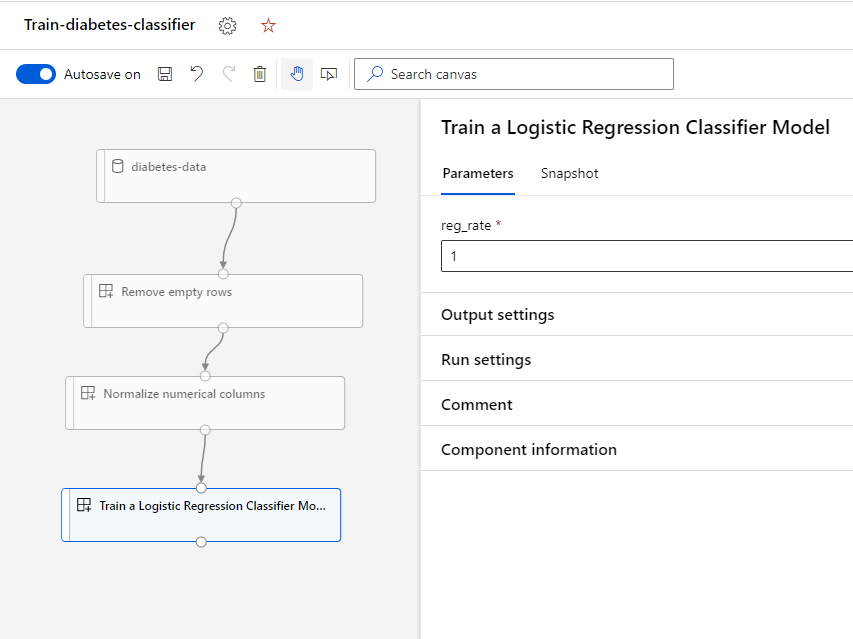 Train-diabetes-classifier
Autosave on
Search canvas
diabetes-data
Remove empty rows
Normalize numerical columns
Train a Logistic Regression Classifier Mo...
Train a Logistic Regression Classifier Model
Parameters Snapshot
reg_rate *
1
Output settings
Run settings
Comment
Component information